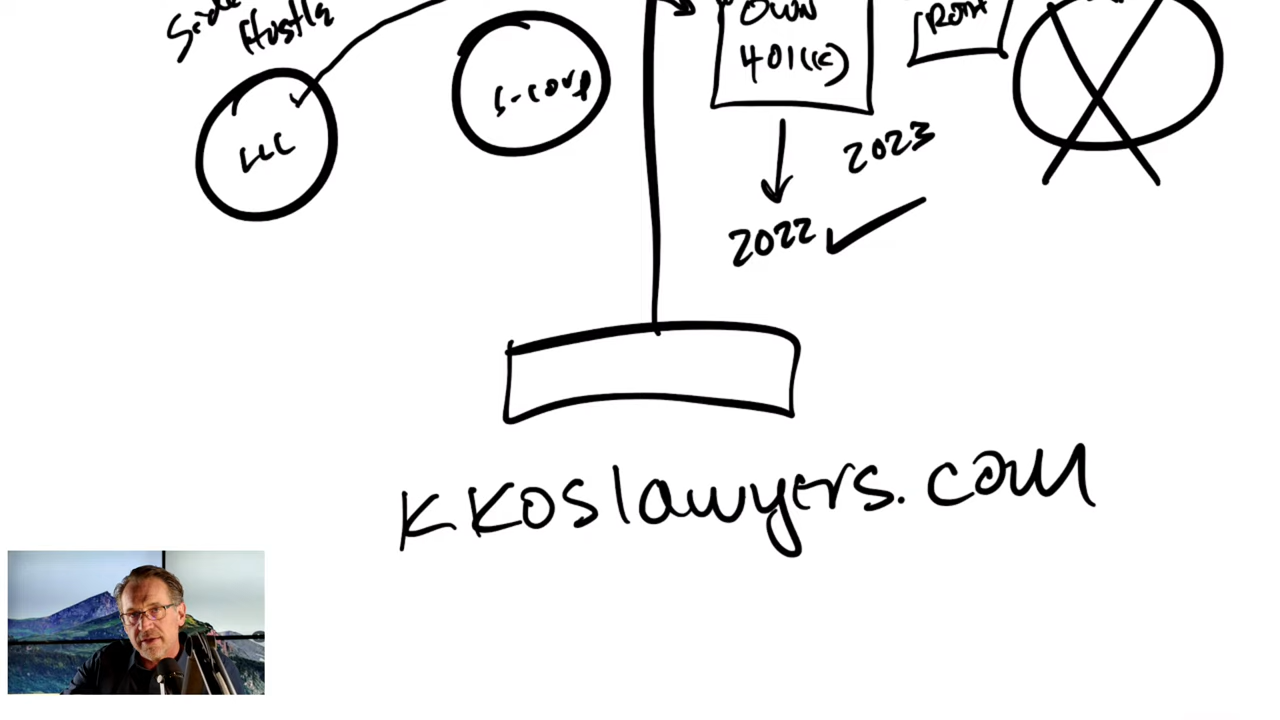 Side
Hustle
LLC
S-corp
OWN
401(k)
ROTH
2023
2022
KKOSlawyers.com